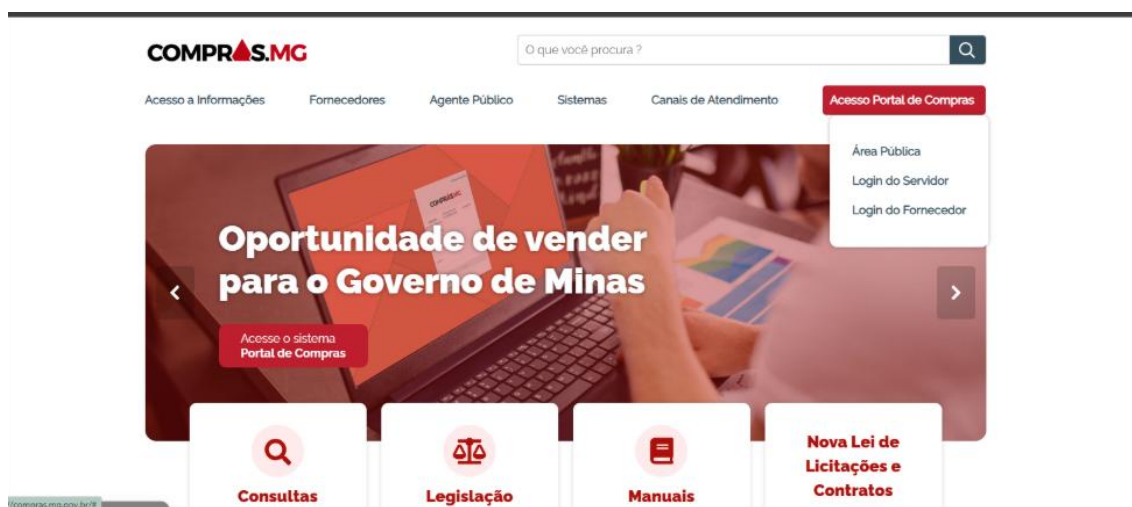 COMPRAS.MG
O que você procura ?
Acesso a Informações
Fornecedores
Agente Público
Sistemas
Canais de Atendimento
Acesso Portal de Compras
Área Pública
Login do Servidor
Login do Fornecedor
COMPRAS MG
Oportunidade de vender
para o Governo de Minas
Acesse o sistema
Portal de Compras
Consultas
Legislação
Manuais
Nova Lei de
Licitações e
Contratos